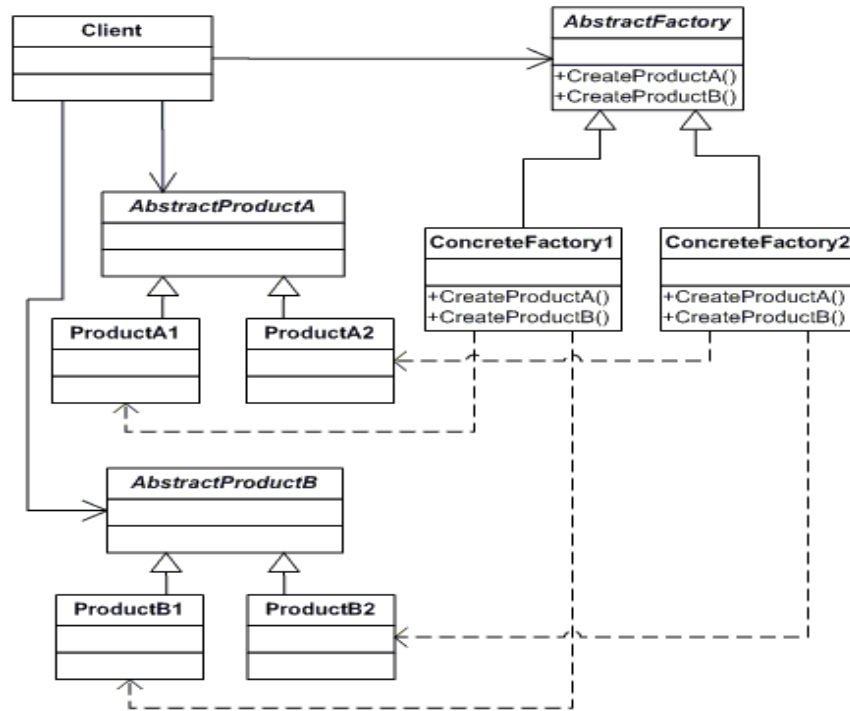 Client
AbstractFactory
+CreateProductA()
+CreateProductB()
AbstractProductA
ConcreteFactory1
+CreateProductA()
+CreateProductB()
ConcreteFactory2
+CreateProductA()
+CreateProductB()
ProductA1
ProductA2
AbstractProductB
ProductB1
ProductB2